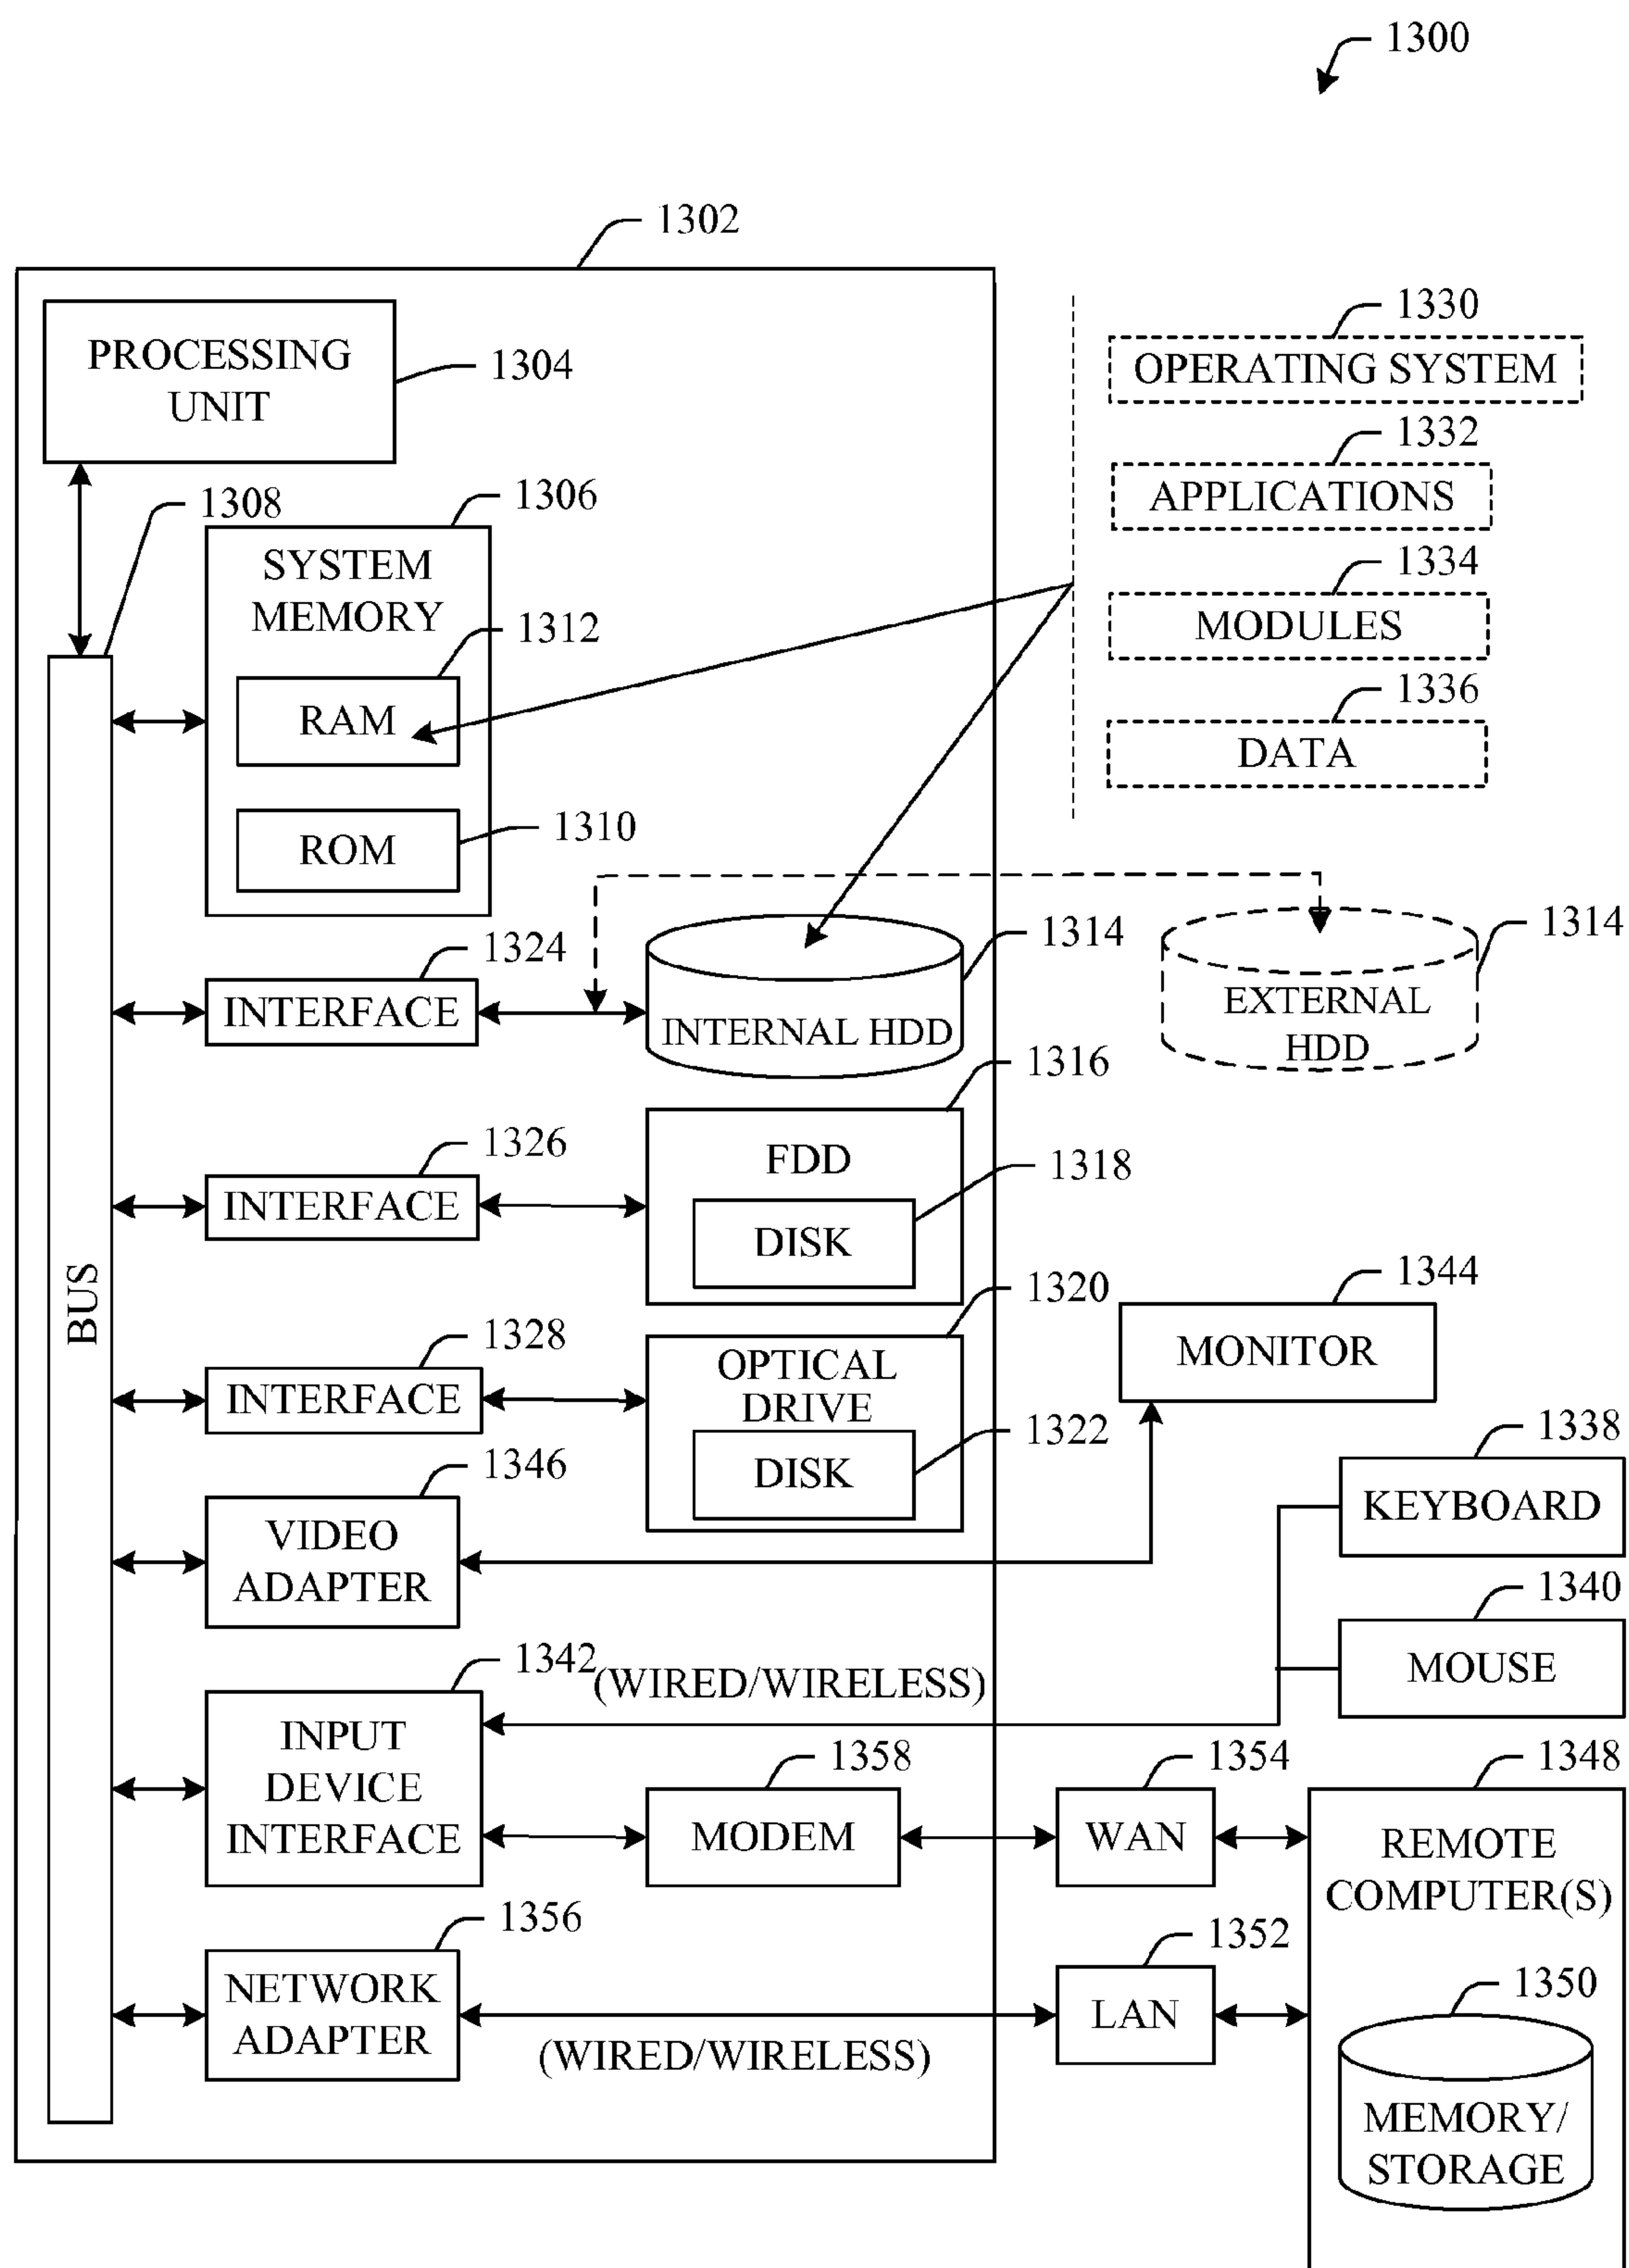 1300
1302
PROCESSING
UNIT
1304
1330
OPERATING SYSTEM
1332
APPLICATIONS
1334
MODULES
1336
DATA
1308
1306
SYSTEM
MEMORY
1312
RAM
ROM
1310
1324
INTERFACE
1314
INTERNAL HDD
1314
EXTERNAL
HDD
1326
INTERFACE
1316
FDD
1318
DISK
BUS
1328
INTERFACE
1320
OPTICAL
DRIVE
1322
DISK
1344
MONITOR
1346
VIDEO
ADAPTER
1338
KEYBOARD
1340
MOUSE
1342
(WIRED/WIRELESS)
INPUT
DEVICE
INTERFACE
1358
MODEM
1354
WAN
1348
REMOTE
COMPUTER(S)
1356
NETWORK
ADAPTER
(WIRED/WIRELESS)
1352
LAN
1350
MEMORY/
STORAGE